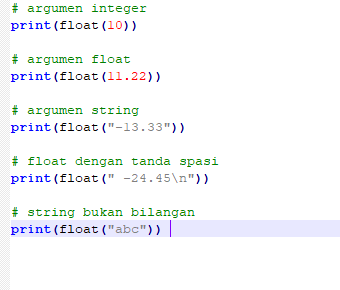 # argumen integer
print(float(10))
# argumen float
print(float(11.22))
# argumen string
print(float("-13.33"))
# float dengan tanda spasi
print(float(" -24.45\n"))
# string bukan bilangan
print(float("abc"))